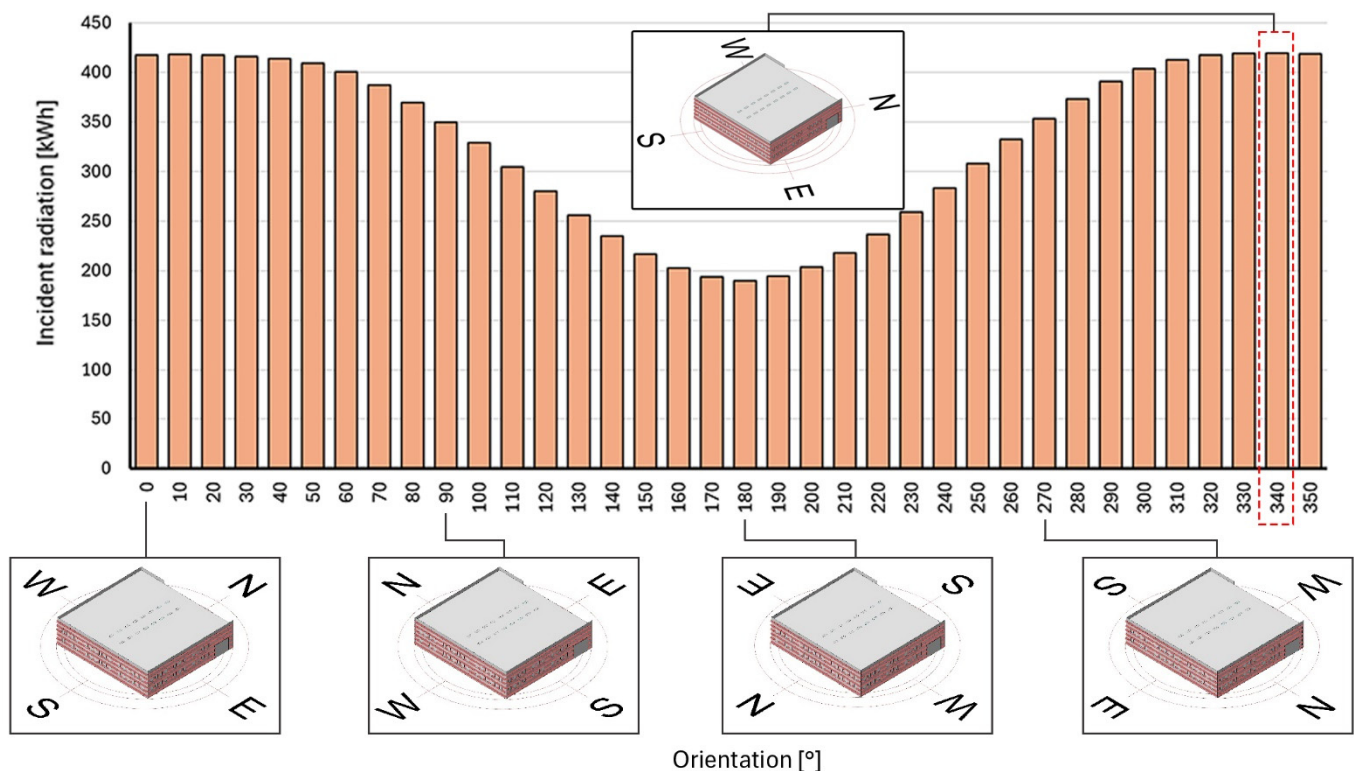 Incident radiation [kWh]
450
400
350
300
250
200
150
100
50
0
W
N
S
E
0 10 20 30 40 50 60 70 80 90 100 110 120 130 140 150 160 170 180 190 200 210 220 230 240 250 260 270 280 290 300 310 320 330 340 350
W N
S E
N E
W S
E S
N W
S W
E N
Orientation [°]